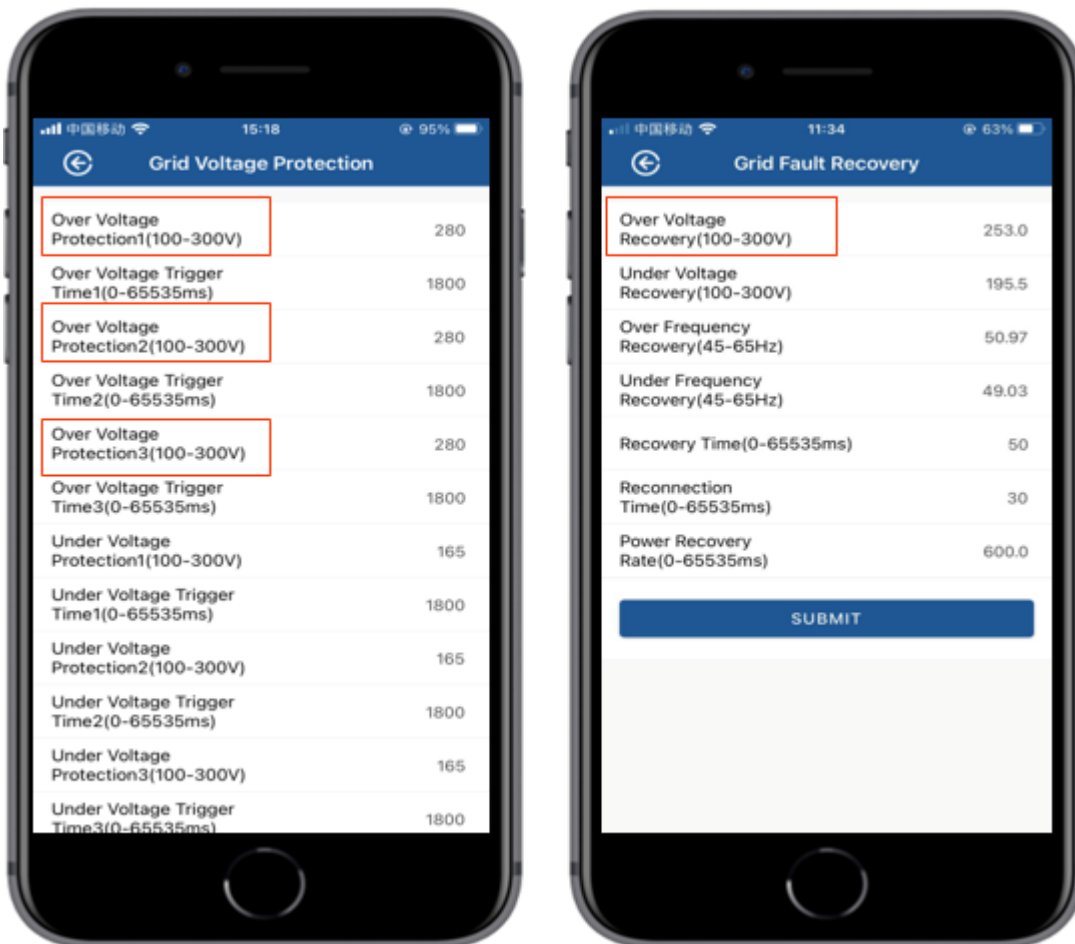 中国移动 15:18 95%
Grid Voltage Protection
Over Voltage
Protection1(100-300V) 280
Over Voltage Trigger
Time1(0-65535ms) 1800
Over Voltage
Protection2(100-300V) 280
Over Voltage Trigger
Time2(0-65535ms) 1800
Over Voltage
Protection3(100-300V) 280
Over Voltage Trigger
Time3(0-65535ms) 1800
Under Voltage
Protection1(100-300V) 165
Under Voltage Trigger
Time1(0-65535ms) 1800
Under Voltage
Protection2(100-300V) 165
Under Voltage Trigger
Time2(0-65535ms) 1800
Under Voltage
Protection3(100-300V) 165
Under Voltage Trigger
Time3(0-65535ms) 1800
中国移动 11:34 63%
Grid Fault Recovery
Over Voltage
Recovery(100-300V) 253.0
Under Voltage
Recovery(100-300V) 195.5
Over Frequency
Recovery(45-65Hz) 50.97
Under Frequency
Recovery(45-65Hz) 49.03
Recovery Time(0-65535ms) 50
Reconnection
Time(0-65535ms) 30
Power Recovery
Rate(0-65535ms) 600.0
SUBMIT